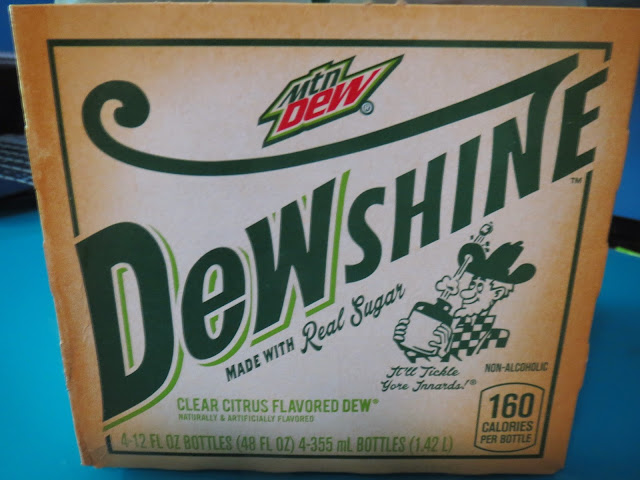 Mtn
DEW®
DEWSHINE™
MADE WITH Real Sugar
It'll Tickle
Yore Innards!®
NON-ALCOHOLIC
CLEAR CITRUS FLAVORED DEW®
NATURALLY & ARTIFICIALLY FLAVORED
160
CALORIES
PER BOTTLE
4-12 FL OZ BOTTLES (48 FL OZ) 4-355 mL BOTTLES (1.42 L)